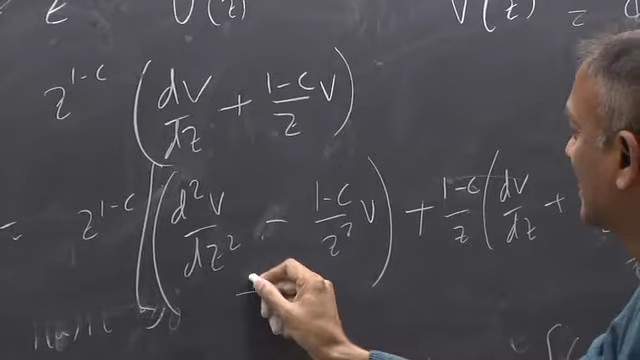 z V(z) V(z) =
z^{1-c} ( dV/dz + 1-c/z V )
= z^{1-c} ( ( d²V/dz² - 1-c/z² V ) + 1-c/z ( dV/dz +